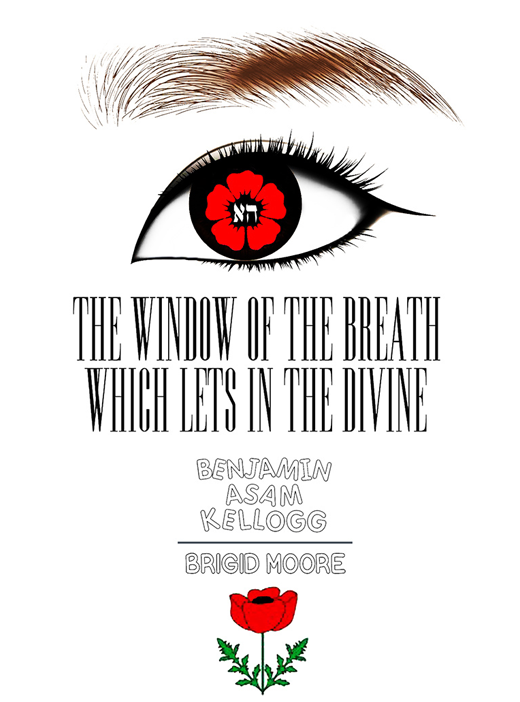 הא
THE WINDOW OF THE BREATH
WHICH LETS IN THE DIVINE
BENJAMIN
ASAM
KELLOGG
BRIGID MOORE